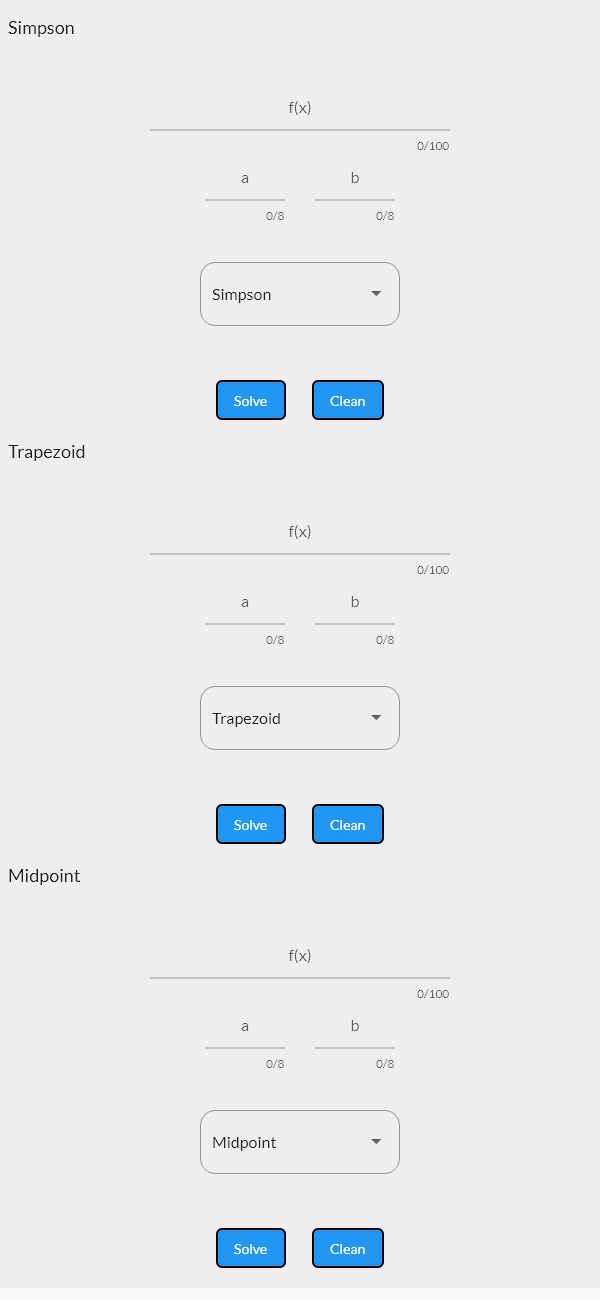 Simpson
f(x)
0/100
a b
0/8 0/8
Simpson
Solve Clean
Trapezoid
f(x)
0/100
a b
0/8 0/8
Trapezoid
Solve Clean
Midpoint
f(x)
0/100
a b
0/8 0/8
Midpoint
Solve Clean